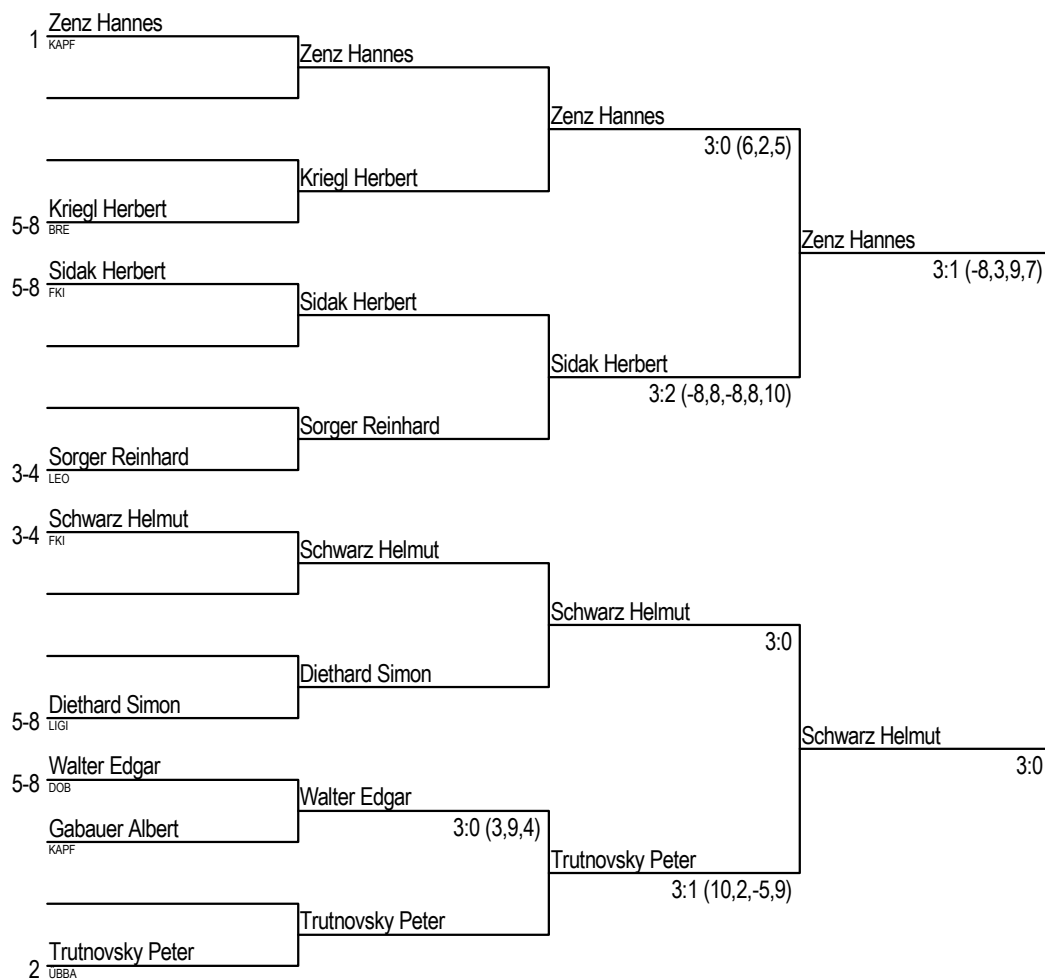 Zenz Hannes
1 KAPF
Zenz Hannes
Zenz Hannes
3:0 (6,2,5)
Kriegl Herbert
Kriegl Herbert
5-8 BRE
Zenz Hannes
3:1 (-8,3,9,7)
Sidak Herbert
5-8 FKI
Sidak Herbert
Sidak Herbert
3:2 (-8,8,-8,8,10)
Sorger Reinhard
Sorger Reinhard
3-4 LEO
Schwarz Helmut
3-4 FKI
Schwarz Helmut
Schwarz Helmut
3:0
Diethard Simon
Diethard Simon
5-8 LIGI
Schwarz Helmut
3:0
Walter Edgar
5-8 DOB
Walter Edgar
3:0 (3,9,4)
Gabauer Albert
KAPF
Trutnovsky Peter
3:1 (10,2,-5,9)
Trutnovsky Peter
Trutnovsky Peter
2 ÜBBA